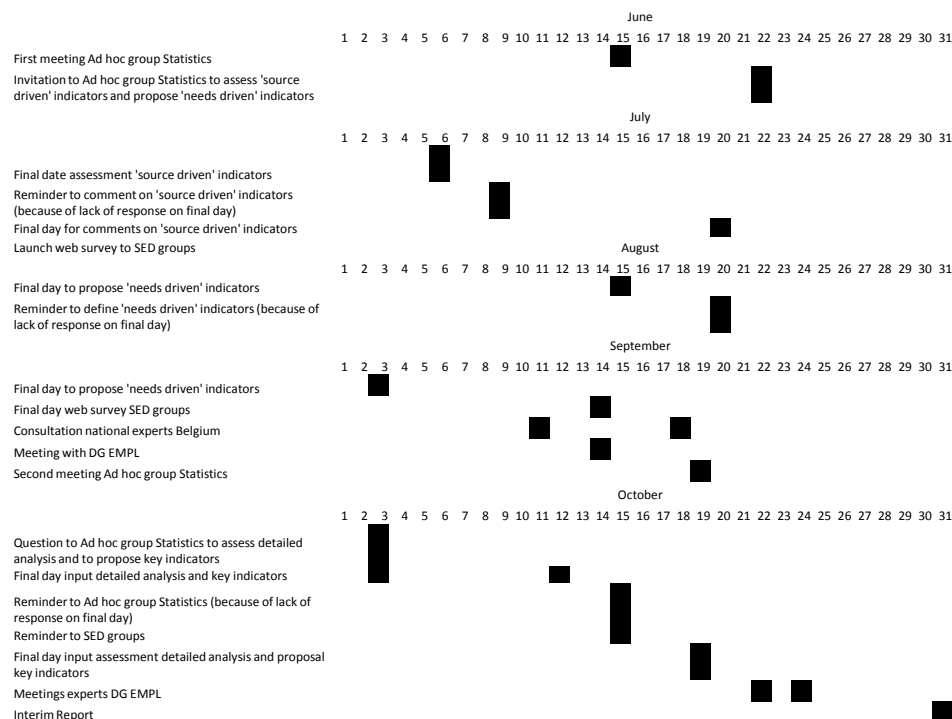 June
1 2 3 4 5 6 7 8 9 10 11 12 13 14 15 16 17 18 19 20 21 22 23 24 25 26 27 28 29 30 31
First meeting Ad hoc group Statistics
Invitation to Ad hoc group Statistics to assess 'source
driven' indicators and propose 'needs driven' indicators
July
1 2 3 4 5 6 7 8 9 10 11 12 13 14 15 16 17 18 19 20 21 22 23 24 25 26 27 28 29 30 31
Final date assessment 'source driven' indicators
Reminder to comment on 'source driven' indicators
(because of lack of response on final day)
Final day for comments on 'source driven' indicators
Launch web survey to SED groups
August
1 2 3 4 5 6 7 8 9 10 11 12 13 14 15 16 17 18 19 20 21 22 23 24 25 26 27 28 29 30 31
Final day to propose 'needs driven' indicators
Reminder to define 'needs driven' indicators (because of
lack of response on final day)
September
1 2 3 4 5 6 7 8 9 10 11 12 13 14 15 16 17 18 19 20 21 22 23 24 25 26 27 28 29 30 31
Final day to propose 'needs driven' indicators
Final day web survey SED groups
Consultation national experts Belgium
Meeting with DG EMPL
Second meeting Ad hoc group Statistics
October
1 2 3 4 5 6 7 8 9 10 11 12 13 14 15 16 17 18 19 20 21 22 23 24 25 26 27 28 29 30 31
Question to Ad hoc group Statistics to assess detailed
analysis and to propose key indicators
Final day input detailed analysis and key indicators
Reminder to Ad hoc group Statistics (because of lack of
response on final day)
Reminder to SED groups
Final day input assessment detailed analysis and proposal
key indicators
Meetings experts DG EMPL
Interim Report